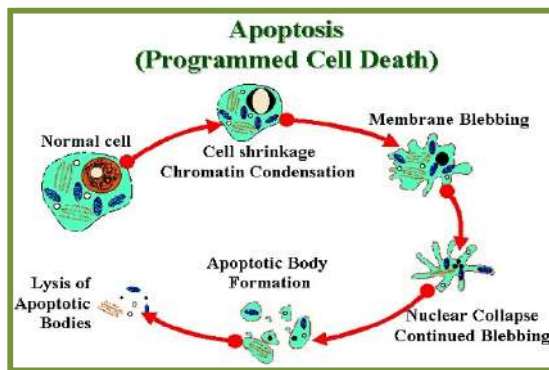 Apoptosis
(Programmed Cell Death)
Normal cell
Cell shrinkage
Chromatin Condensation
Membrane Blebbing
Nuclear Collapse
Continued Blebbing
Apoptotic Body
Formation
Lysis of
Apoptotic
Bodies